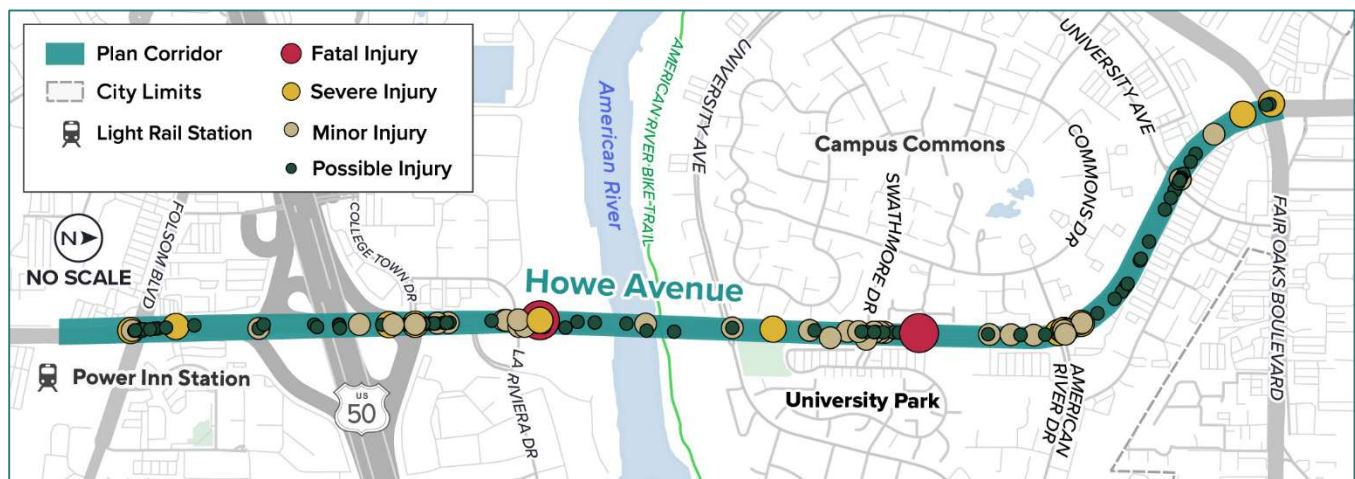 Plan Corridor
City Limits
Light Rail Station
Fatal Injury
Severe Injury
Minor Injury
Possible Injury
N
NO SCALE
FOLSOM BLVD
COLLEGE TOWN DR
US
50
LA RIVIERA DR
Power Inn Station
American River
AMERICAN RIVER BIKE TRAIL
UNIVERSITY AVE
Howe Avenue
Campus Commons
SWATHMORE DR
COMMONS DR
UNIVERSITY AVE
University Park
AMERICAN
RIVER DR
FAIR OAKS BOULEVARD